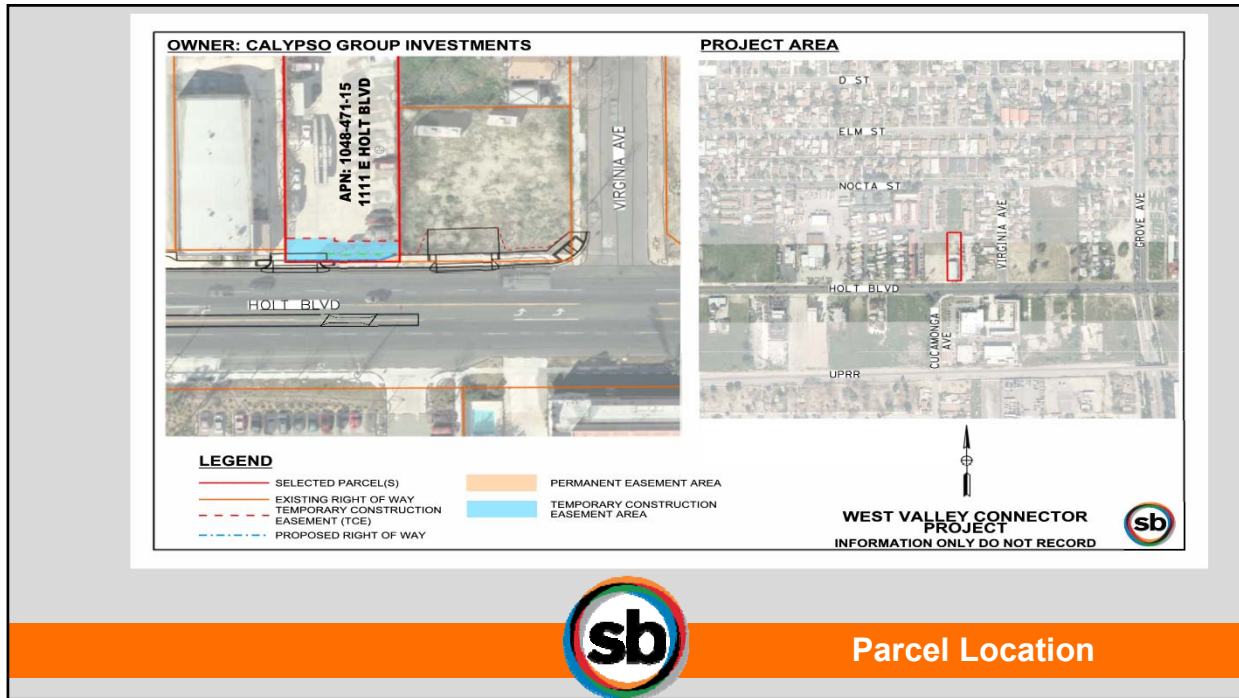 OWNER: CALYPSO GROUP INVESTMENTS
APN: 1048-471-15
1111 E HOLT BLVD
VIRGINIA AVE
HOLT BLVD
PROJECT AREA
D ST
ELM ST
NOCTA ST
VIRGINIA AVE
GROVE AVE
HOLT BLVD
CUCAMONGA
AVE
UPRR
LEGEND
SELECTED PARCEL(S)
EXISTING RIGHT OF WAY
TEMPORARY CONSTRUCTION
EASEMENT (TCE)
PROPOSED RIGHT OF WAY
PERMANENT EASEMENT AREA
TEMPORARY CONSTRUCTION
EASEMENT AREA
WEST VALLEY CONNECTOR
PROJECT
INFORMATION ONLY DO NOT RECORD
sb
sb
Parcel Location